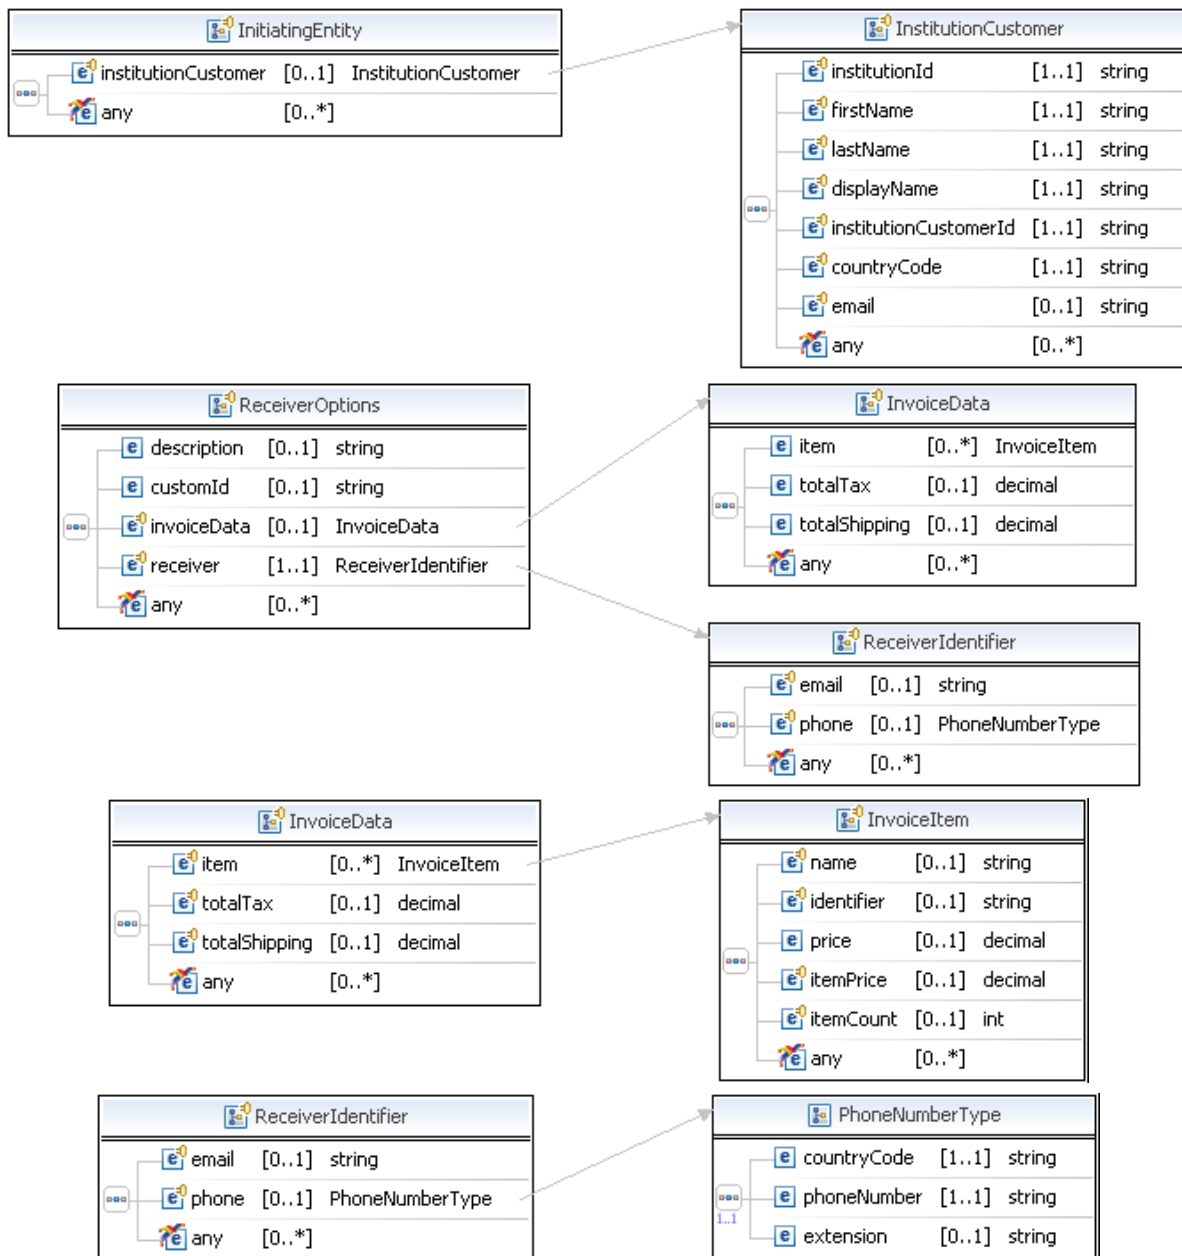 InitiatingEntity
institutionCustomer [0..1] InstitutionCustomer
any [0..*]
InstitutionCustomer
institutionId [1..1] string
firstName [1..1] string
lastName [1..1] string
displayName [1..1] string
institutionCustomerId [1..1] string
countryCode [1..1] string
email [0..1] string
any [0..*]
ReceiverOptions
description [0..1] string
customId [0..1] string
invoiceData [0..1] InvoiceData
receiver [1..1] ReceiverIdentifier
any [0..*]
InvoiceData
item [0..*] InvoiceItem
totalTax [0..1] decimal
totalShipping [0..1] decimal
any [0..*]
ReceiverIdentifier
email [0..1] string
phone [0..1] PhoneNumberType
any [0..*]
InvoiceData
item [0..*] InvoiceItem
totalTax [0..1] decimal
totalShipping [0..1] decimal
any [0..*]
InvoiceItem
name [0..1] string
identifier [0..1] string
price [0..1] decimal
itemPrice [0..1] decimal
itemCount [0..1] int
any [0..*]
ReceiverIdentifier
email [0..1] string
phone [0..1] PhoneNumberType
any [0..*]
PhoneNumberType
countryCode [1..1] string
phoneNumber [1..1] string
1..1
extension [0..1] string